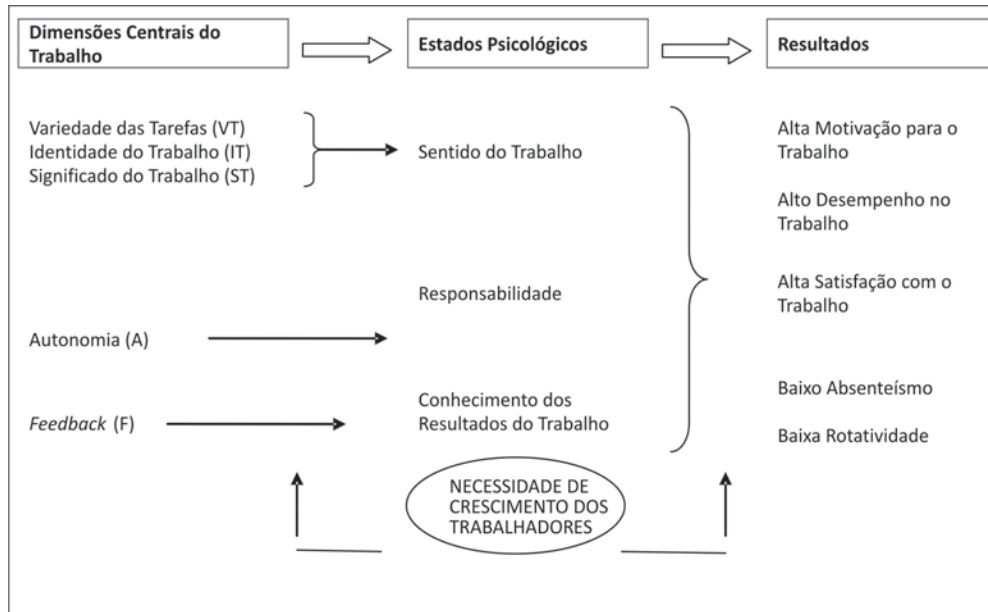 Dimensões Centrais do
Trabalho
Estados Psicológicos
Resultados
Variedade das Tarefas (VT)
Identidade do Trabalho (IT)
Significado do Trabalho (ST)
Sentido do Trabalho
Alta Motivação para o
Trabalho
Alto Desempenho no
Trabalho
Responsabilidade
Alta Satisfação com o
Trabalho
Autonomia (A)
Feedback (F)
Conhecimento dos
Resultados do Trabalho
Baixo Absenteísmo
Baixa Rotatividade
NECESSIDADE DE
CRESCIMENTO DOS
TRABALHADORES